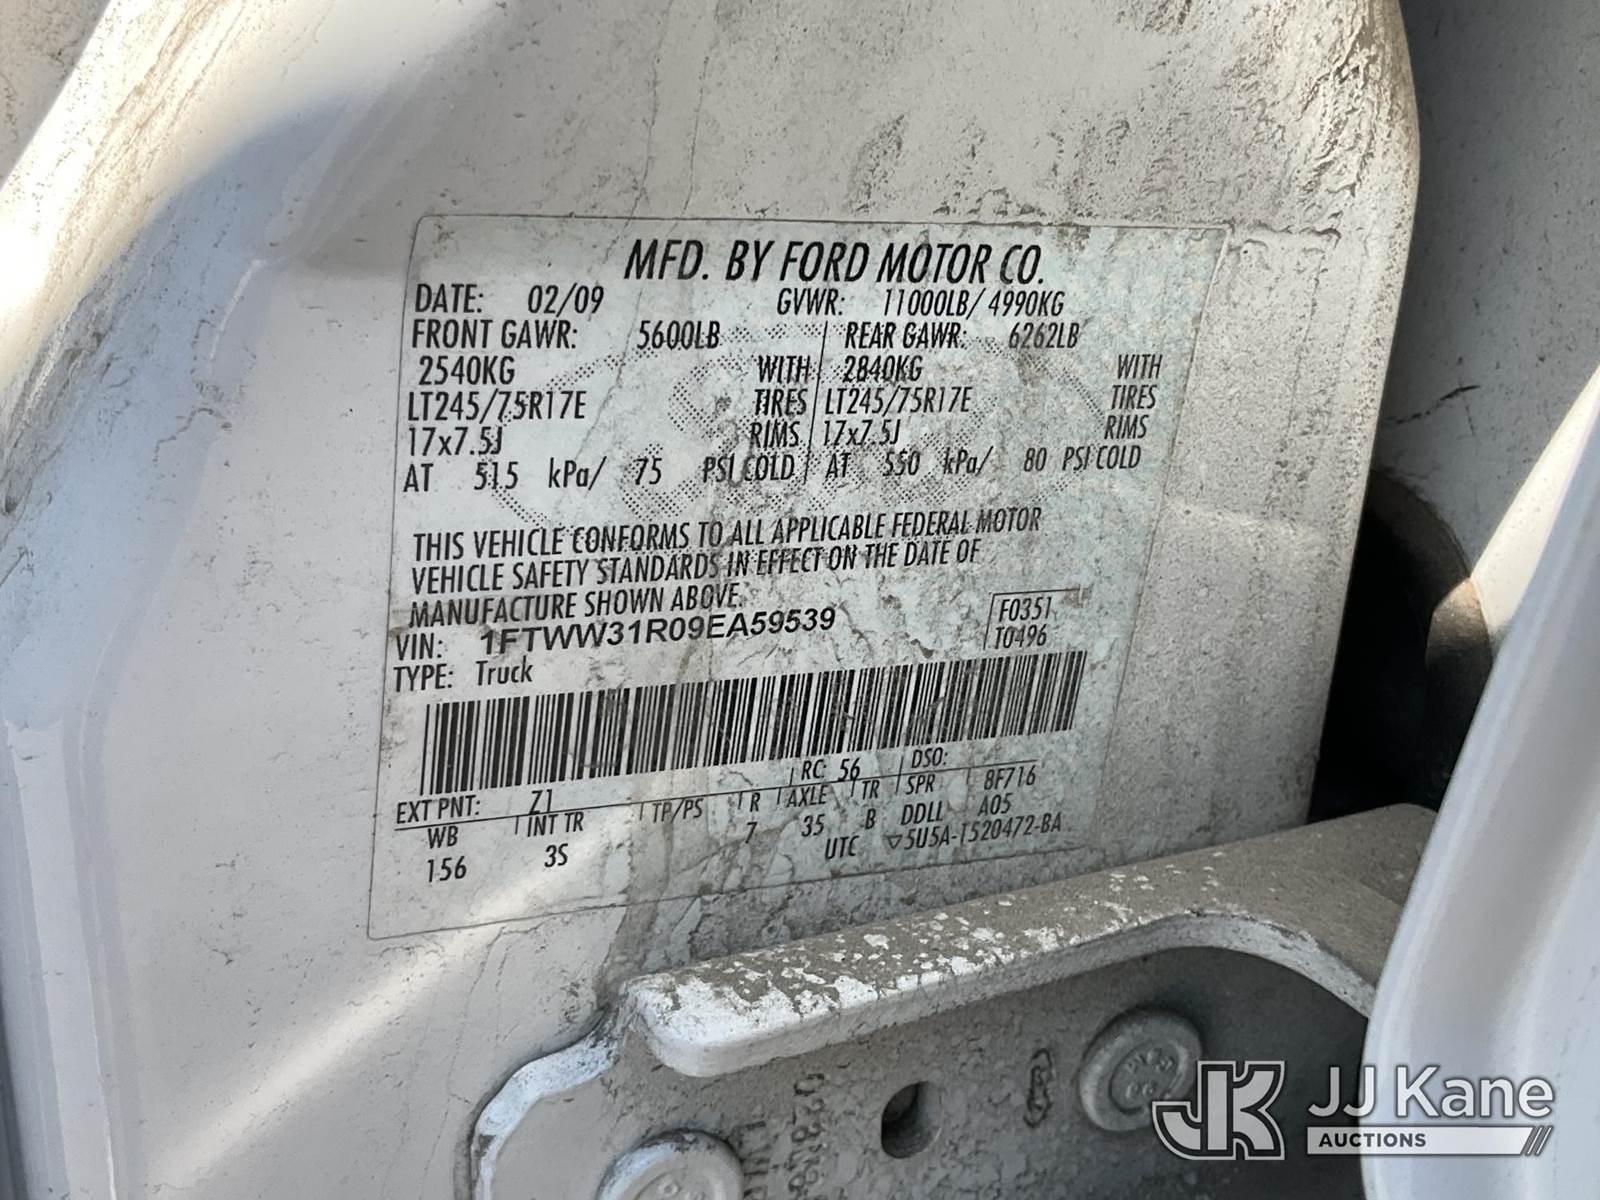 MFD. BY FORD MOTOR CO.
DATE: 02/09 GVWR: 11000LB/ 4990KG
FRONT GAWR: 5600LB REAR GAWR: 6262LB
2540KG WITH 2840KG WITH
LT245/75R17E TIRES LT245/75R17E TIRES
17x7.5J RIMS 17x7.5J RIMS
AT 515 kPa/ 75 PSI COLD AT 550 kPa/ 80 PSI COLD
THIS VEHICLE CONFORMS TO ALL APPLICABLE FEDERAL MOTOR
VEHICLE SAFETY STANDARDS IN EFFECT ON THE DATE OF
MANUFACTURE SHOWN ABOVE.
VIN: 1FTWW31R09EA59539 F0351
TYPE: Truck T0496
EXT PNT: Z1 RC: 56 DSO:
WB INT TR TP/PS R AXLE TR SPR 8F716
156 3S 7 35 B DDLL A05
UTC ▽5U5A-1520472-BA
JK JJ Kane
AUCTIONS